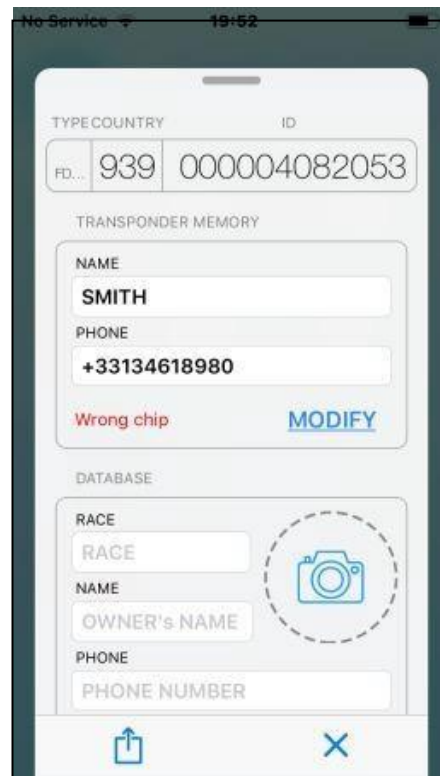 No Service 19:52
TYPE COUNTRY ID
FD... 939 000004082053
TRANSPONDER MEMORY
NAME
SMITH
PHONE
+33134618980
Wrong chip MODIFY
DATABASE
RACE
RACE
NAME
OWNER's NAME
PHONE
PHONE NUMBER